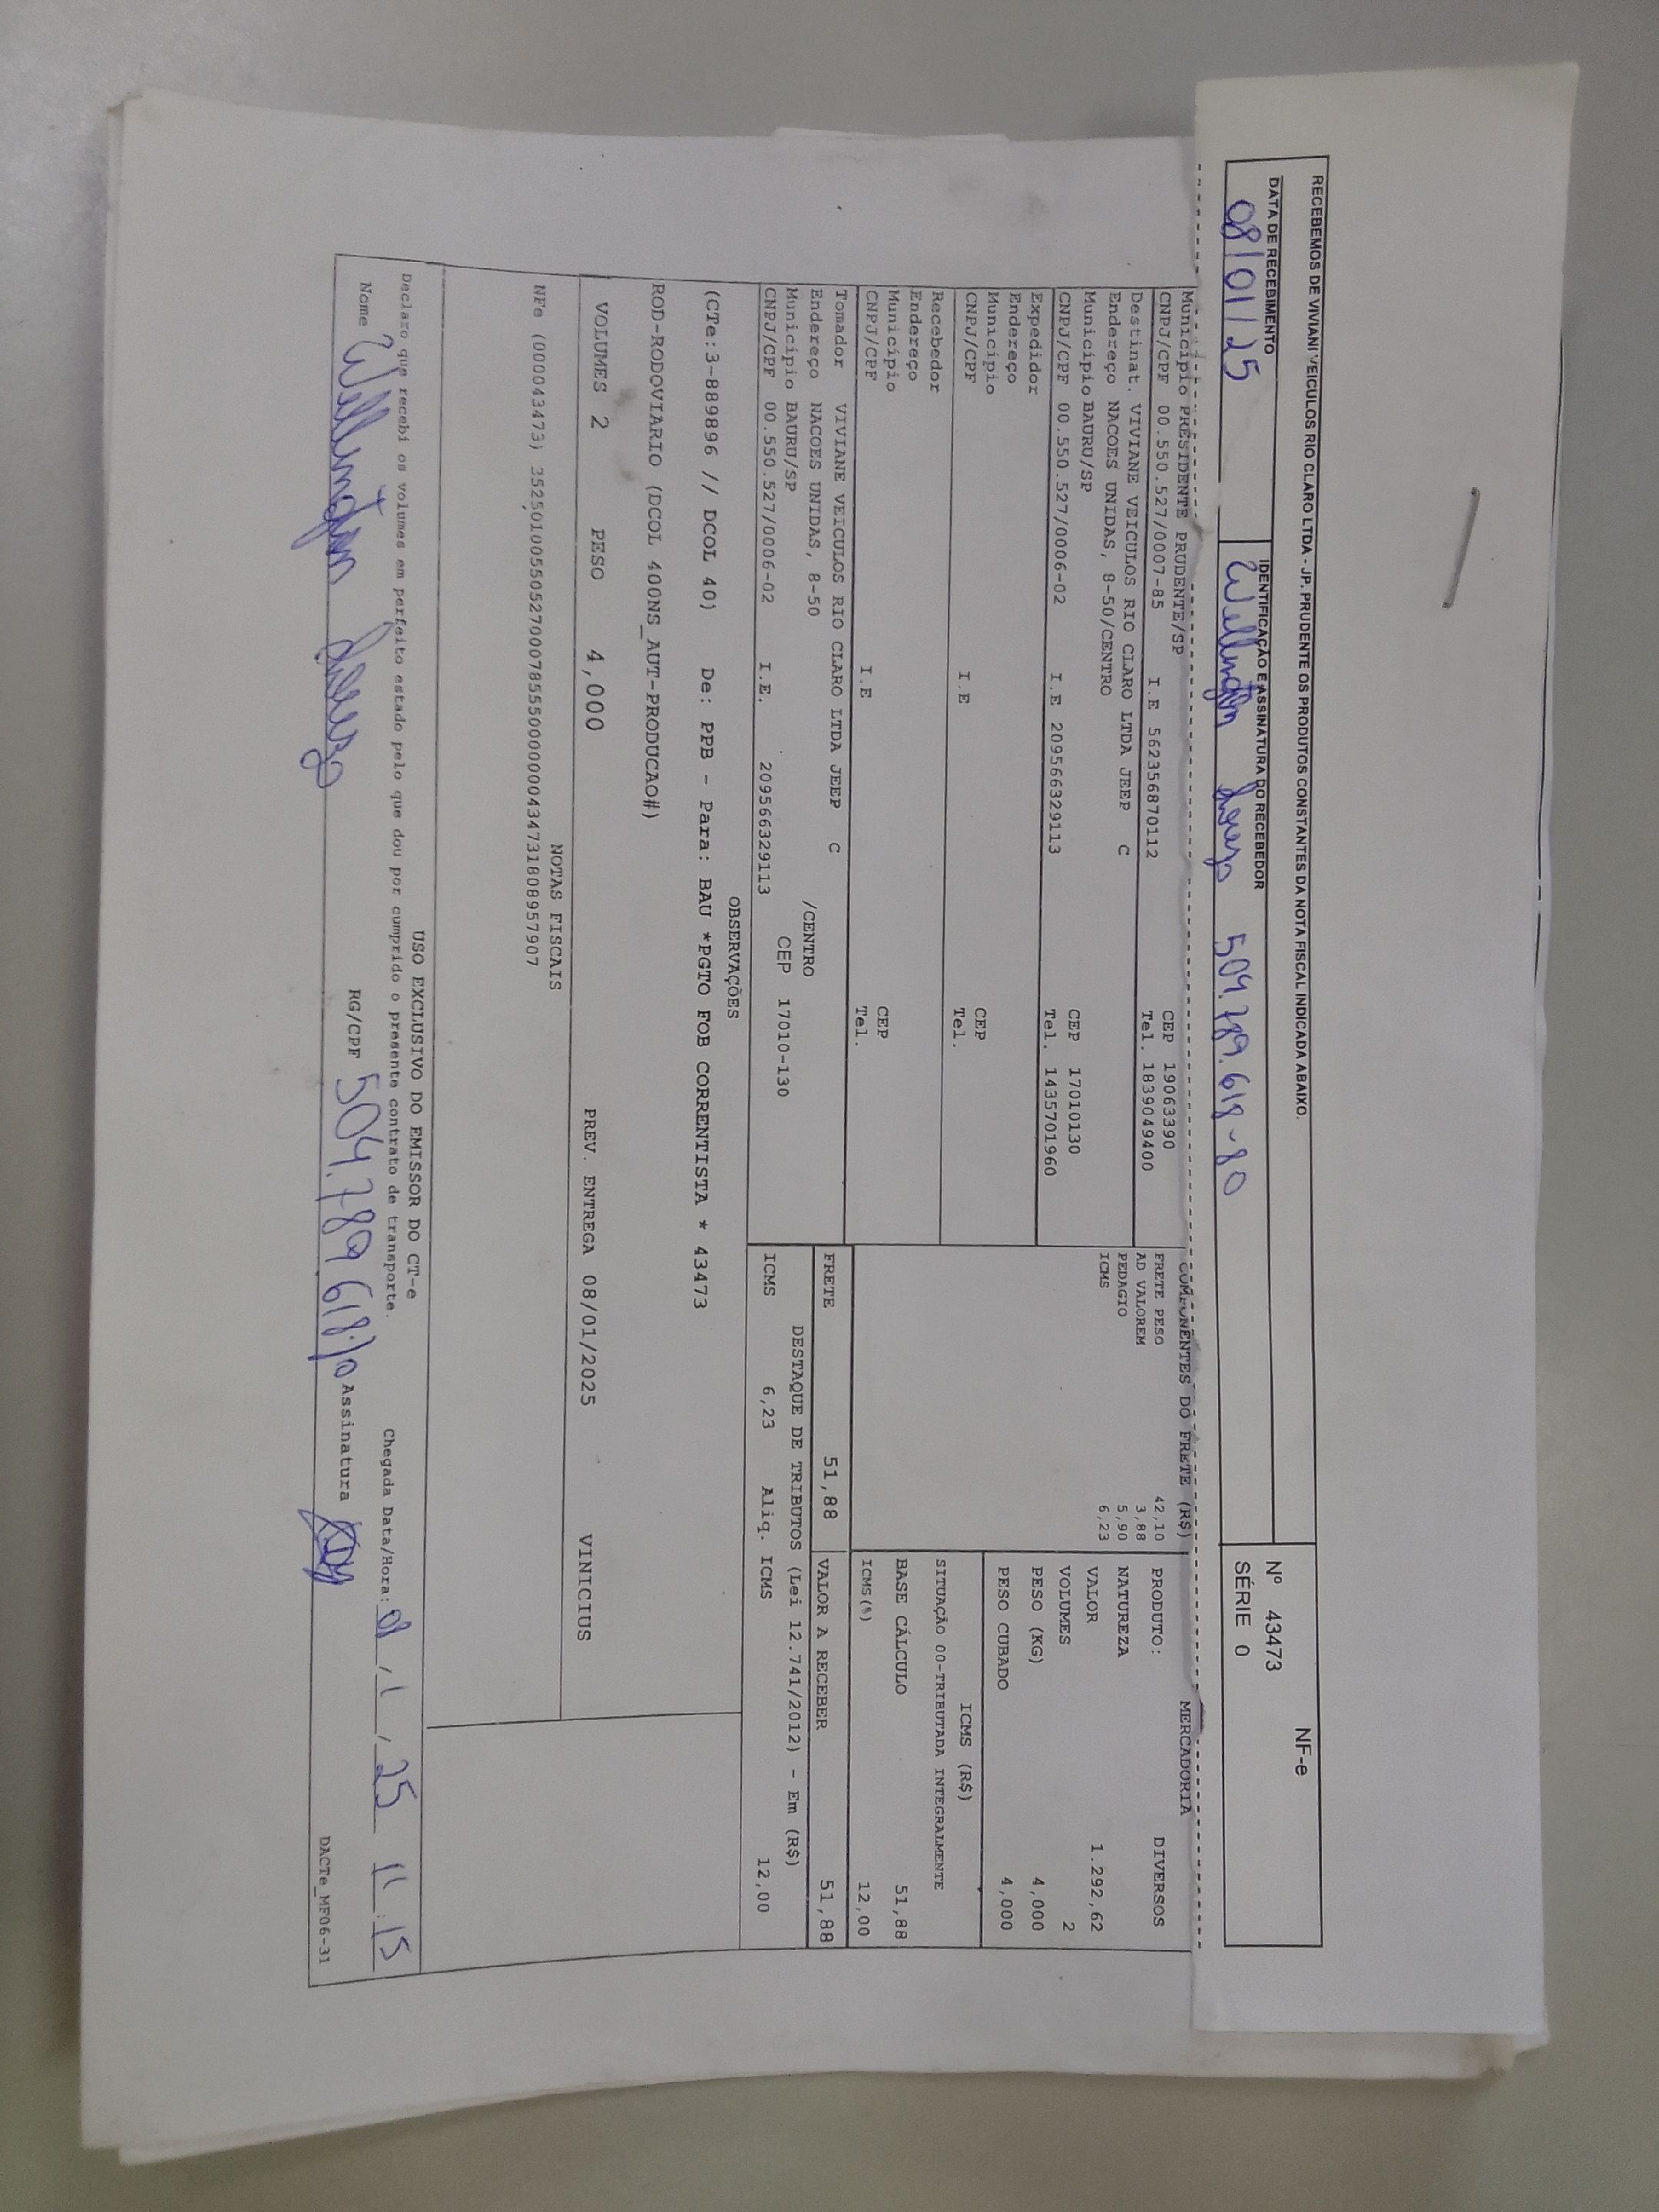 RECEBEMOS DE VIVIANI VEICULOS RIO CLARO LTDA - JP. PRUDENTE OS PRODUTOS CONSTANTES DA NOTA FISCAL INDICADA ABAIXO.
NF-e
DATA DE RECEBIMENTO
08/01/25
IDENTIFICAÇÃO E ASSINATURA DO RECEBEDOR
Wellington 504.789.618-80
Nº 43473
SÉRIE 0
Município PRESIDENTE PRUDENTE/SP CEP 19063390
CNPJ/CPF 00.550.527/0007-85 I.E 562356870112 Tel. 1839049400
Destinat. VIVIANE VEICULOS RIO CLARO LTDA JEEP C
Endereço NACOES UNIDAS, 8-50/CENTRO
Município BAURU/SP CEP 17010130
CNPJ/CPF 00.550.527/0006-02 I.E 209566329113 Tel. 1435701960
Expedidor
Endereço
Município CEP
CNPJ/CPF I.E Tel.
Recebedor
Endereço
Município CEP
CNPJ/CPF I.E Tel.
Tomador VIVIANE VEICULOS RIO CLARO LTDA JEEP C
Endereço NACOES UNIDAS, 8-50 /CENTRO
Município BAURU/SP CEP 17010-130
CNPJ/CPF 00.550.527/0006-02 I.E. 209566329113
COMPONENTES DO FRETE (R$)
FRETE PESO 42,10
AD VALOREM 3,88
PEDAGIO 5,90
ICMS 6,23
MERCADORIA
PRODUTO: DIVERSOS
NATUREZA
VALOR 1.292,62
VOLUMES 2
PESO (KG) 4,000
PESO CUBADO 4,000
ICMS (R$)
SITUAÇÃO 00-TRIBUTADA INTEGRALMENTE
BASE CÁLCULO 51,88
ICMS(%) 12,00
FRETE 51,88 VALOR A RECEBER 51,88
DESTAQUE DE TRIBUTOS (Lei 12.741/2012) - Em (R$)
ICMS 6,23 Aliq. ICMS 12,00
OBSERVAÇÕES
(CTe:3-889896 // DCOL 40) De: PPB - Para: BAU *PGTO FOB CORRENTISTA * 43473
ROD-RODOVIARIO (DCOL 400NS_AUT-PRODUCAO#)
VOLUMES 2 PESO 4,000 PREV. ENTREGA 08/01/2025 VINICIUS
NOTAS FISCAIS
NFe (000043473) 35250100550527000785550000000434731808957907
USO EXCLUSIVO DO EMISSOR DO CT-e
Declaro que recebi os volumes em perfeito estado pelo que dou por cumprido o presente contrato de transporte.
Chegada Data/Hora: 8 / 1 / 25 11:15
Nome Wellington RG/CPF 504.789 618 Assinatura
DACTe_MF06-31